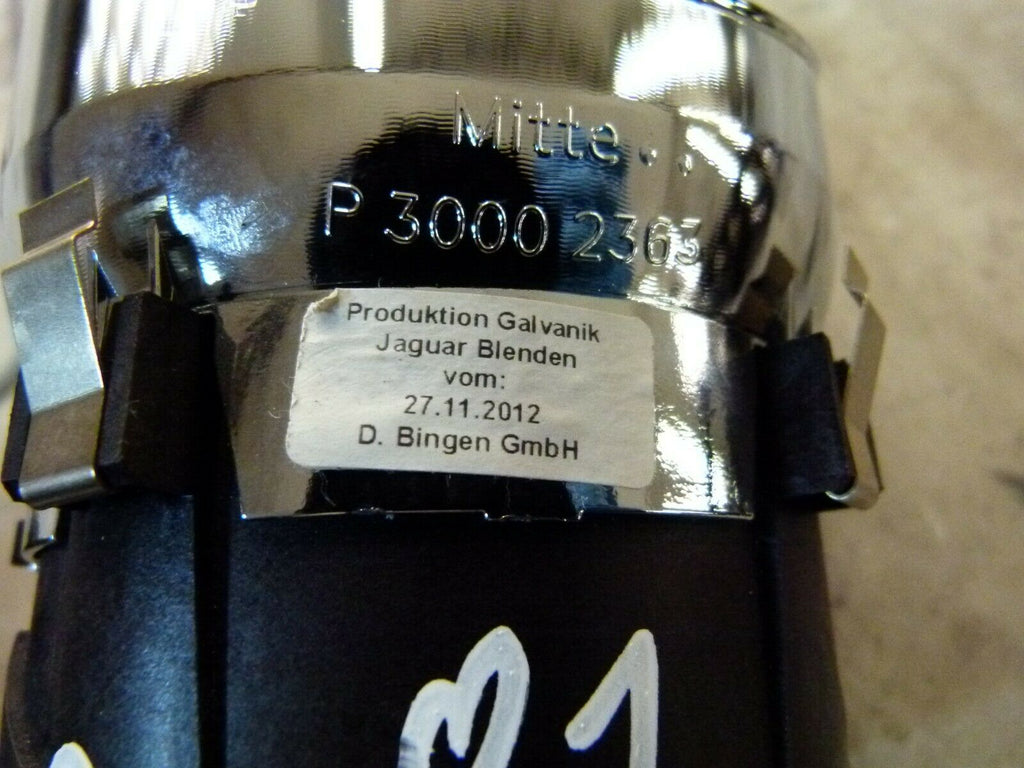 Mitte..
P 3000 2363
Produktion Galvanik
Jaguar Blenden
vom:
27.11.2012
D. Bingen GmbH